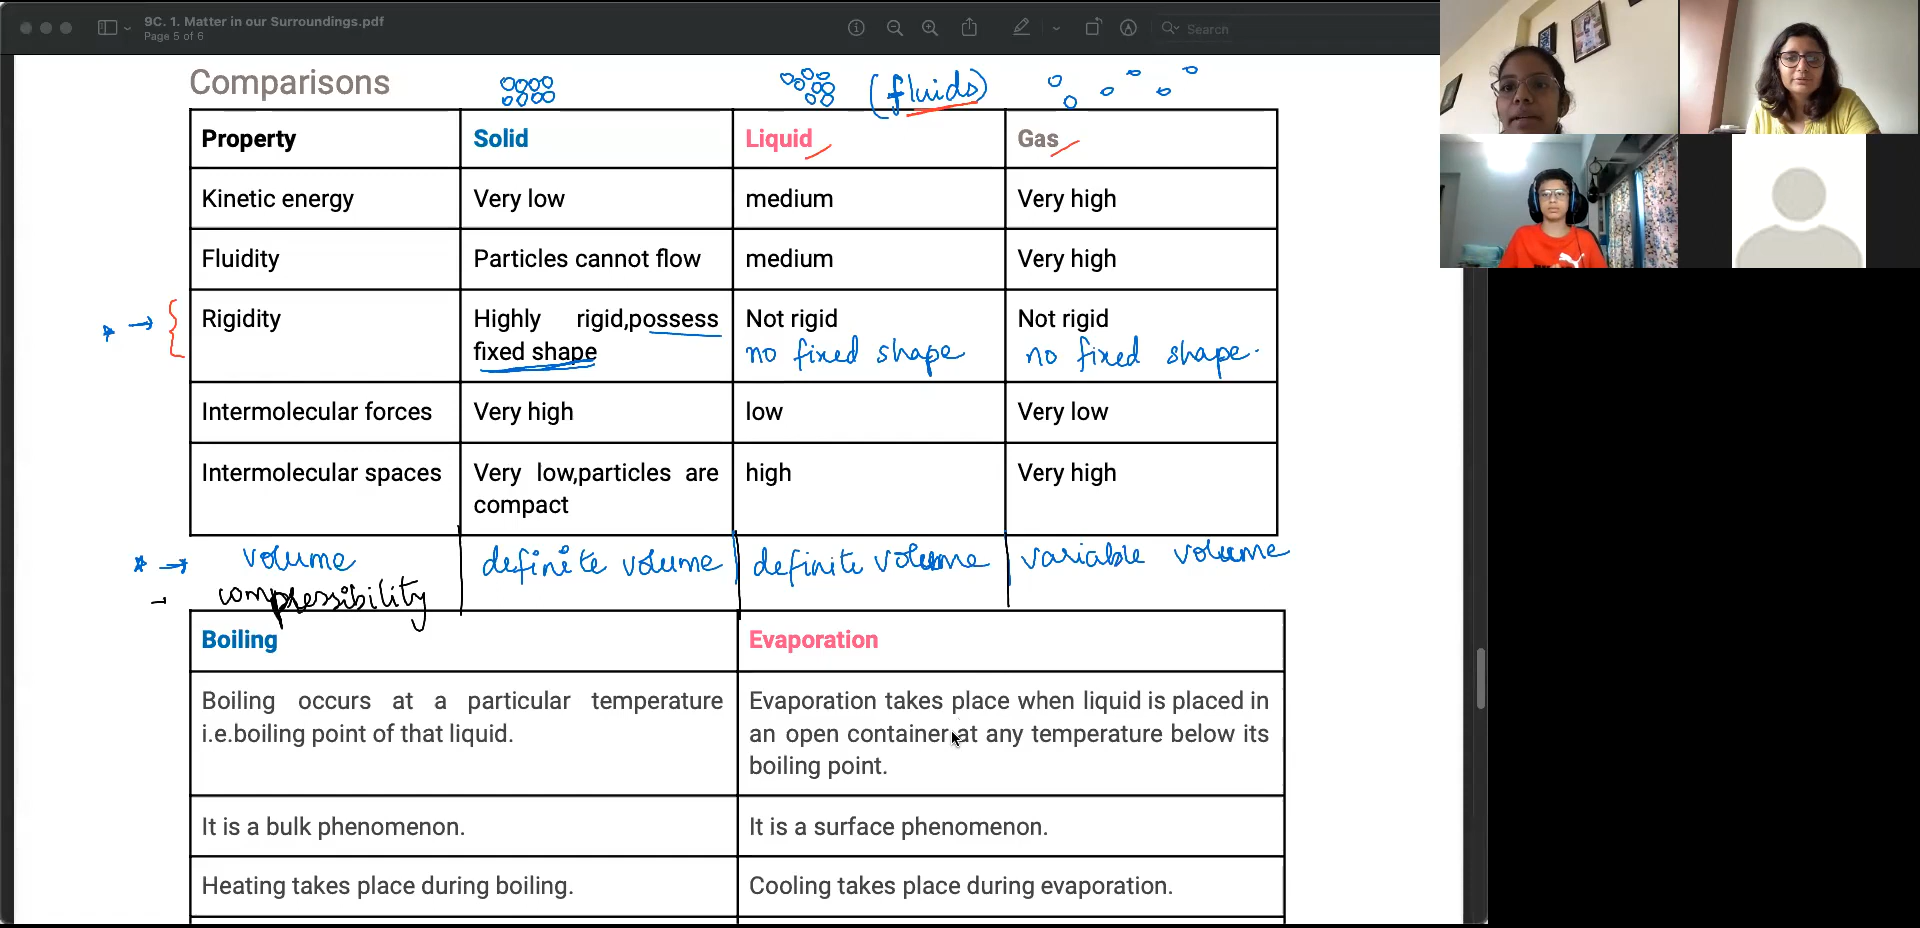 9C. 1. Matter in our Surroundings.pdf
Page 5 of 6
Search
Comparisons
(fluids)
Property Solid Liquid Gas
Kinetic energy Very low medium Very high
Fluidity Particles cannot flow medium Very high
Rigidity Highly rigid,possess Not rigid Not rigid
fixed shape no fixed shape no fixed shape.
Intermolecular forces Very high low Very low
Intermolecular spaces Very low,particles are high Very high
compact
* → volume definite volume definite volume variable volume
- compressibility
Boiling Evaporation
Boiling occurs at a particular temperature
i.e.boiling point of that liquid.
Evaporation takes place when liquid is placed in
an open container at any temperature below its
boiling point.
It is a bulk phenomenon. It is a surface phenomenon.
Heating takes place during boiling. Cooling takes place during evaporation.